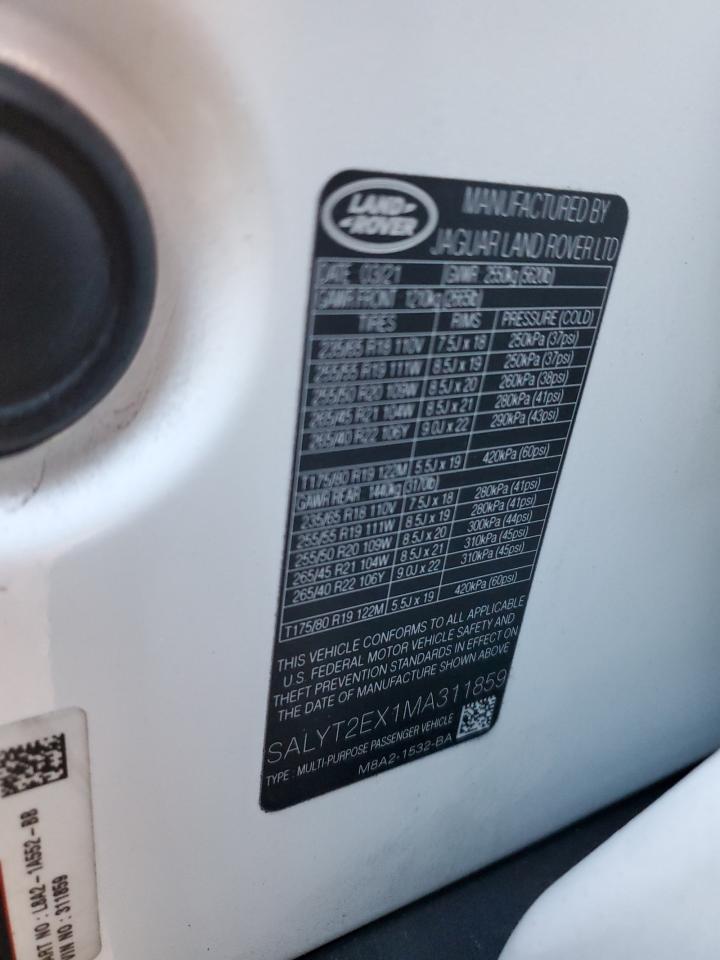 LAND ROVER
MANUFACTURED BY
JAGUAR LAND ROVER LTD
DATE 03/21 GVWR 2550kg (5620lb)
GAWR FRONT 1210kg (2665lb)
TIRES RIMS PRESSURE (COLD)
235/65 R18 110V 7.5J x 18 250kPa (37psi)
255/55 R19 111W 8.5J x 19 250kPa (37psi)
255/50 R20 109W 8.5J x 20 260kPa (38psi)
265/45 R21 104W 8.5J x 21 280kPa (41psi)
265/40 R22 106Y 9.0J x 22 290kPa (43psi)
T175/80 R19 122M 5.5J x 19 420kPa (60psi)
GAWR REAR 1440kg (3170lb)
235/65 R18 110V 7.5J x 18 280kPa (41psi)
255/55 R19 111W 8.5J x 19 280kPa (41psi)
255/50 R20 109W 8.5J x 20 300kPa (44psi)
265/45 R21 104W 8.5J x 21 310kPa (45psi)
265/40 R22 106Y 9.0J x 22 310kPa (45psi)
T175/80 R19 122M 5.5J x 19 420kPa (60psi)
THIS VEHICLE CONFORMS TO ALL APPLICABLE
U.S. FEDERAL MOTOR VEHICLE SAFETY AND
THEFT PREVENTION STANDARDS IN EFFECT ON
THE DATE OF MANUFACTURE SHOWN ABOVE
SALYT2EX1MA311859
TYPE : MULTI-PURPOSE PASSENGER VEHICLE
M8A2-1532-BA
PART NO : L8A2-1A552-BB
VIN NO : 311859